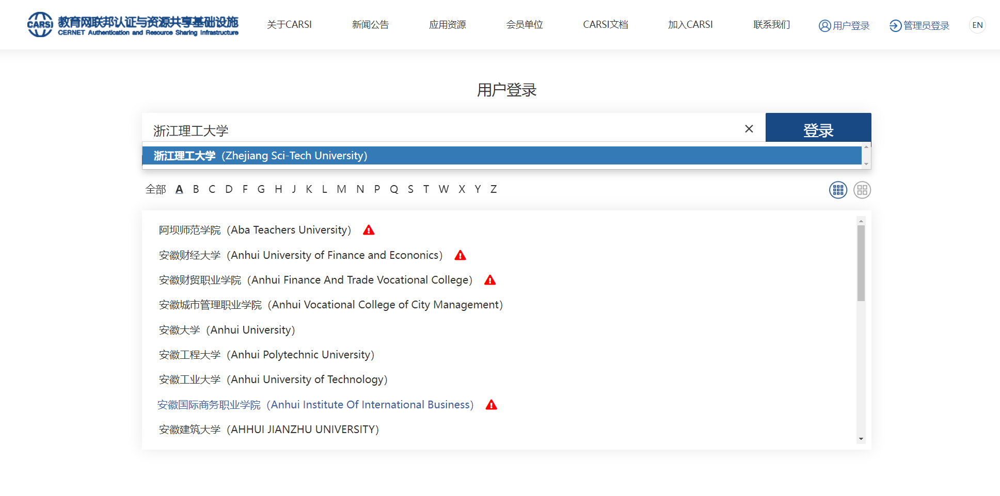 CARSI 教育网联邦认证与资源共享基础设施
CERNET Authentication and Resource Sharing Infrastructure
关于CARSI 新闻公告 应用资源 会员单位 CARSI文档 加入CARSI 联系我们 用户登录 管理员登录 EN
用户登录
浙江理工大学 × 登录
浙江理工大学（Zhejiang Sci-Tech University）
全部 A B C D F G H J K L M N P Q S T W X Y Z
阿坝师范学院（Aba Teachers University）
安徽财经大学（Anhui University of Finance and Econonics）
安徽财贸职业学院（Anhui Finance And Trade Vocational College）
安徽城市管理职业学院（Anhui Vocational College of City Management）
安徽大学（Anhui University）
安徽工程大学（Anhui Polytechnic University）
安徽工业大学（Anhui University of Technology）
安徽国际商务职业学院（Anhui Institute Of International Business）
安徽建筑大学（AHHUI JIANZHU UNIVERSITY）